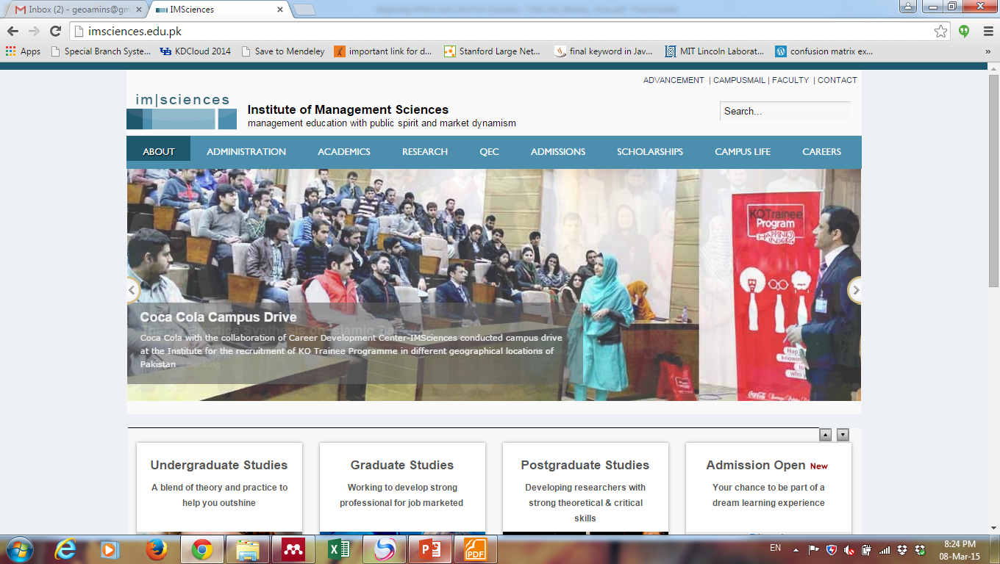 Inbox (2) - geoamins@gm
IMSciences
imsciences.edu.pk
Apps
Special Branch Syste...
KDCloud 2014
Save to Mendeley
important link for d...
Stanford Large Net...
final keyword in Jav...
MIT Lincoln Laborat...
confusion matrix ex...
»
ADVANCEMENT | CAMPUSMAIL | FACULTY | CONTACT
im|sciences
Institute of Management Sciences
management education with public spirit and market dynamism
Search...
ABOUT ADMINISTRATION ACADEMICS RESEARCH QEC ADMISSIONS SCHOLARSHIPS CAMPUS LIFE CAREERS
KO Trainee
Program
HAPPINESS
INSIDE
Coca Cola Campus Drive
Coca Cola with the collaboration of Career Development Center-IMSciences conducted campus drive
at the Institute for the recruitment of KO Trainee Programme in different geographical locations of
Pakistan
Banking
Coca-Cola
Undergraduate Studies
A blend of theory and practice to
help you outshine
Graduate Studies
Working to develop strong
professional for job marketed
Postgraduate Studies
Developing researchers with
strong theoretical & critical
skills
Admission Open New
Your chance to be part of a
dream learning experience
PDF
EN
8:24 PM
08-Mar-15